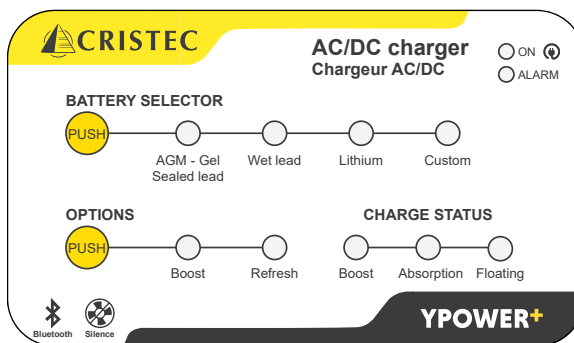 CRISTEC
AC/DC charger
Chargeur AC/DC
ON
ALARM
BATTERY SELECTOR
PUSH
AGM - Gel
Sealed lead
Wet lead
Lithium
Custom
OPTIONS
PUSH
Boost
Refresh
CHARGE STATUS
Boost
Absorption
Floating
Bluetooth
Silence
YPOWER+